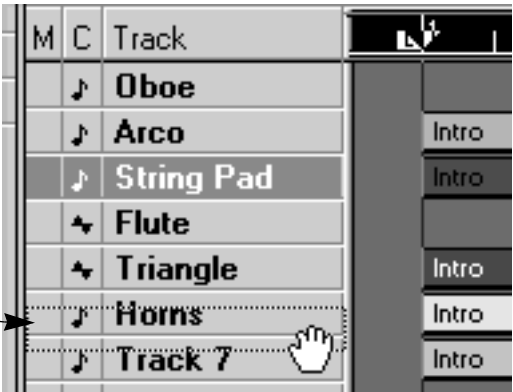 M C Track
Oboe
Arco Intro
String Pad Intro
Flute
Triangle Intro
Horns Intro
Track 7 Intro